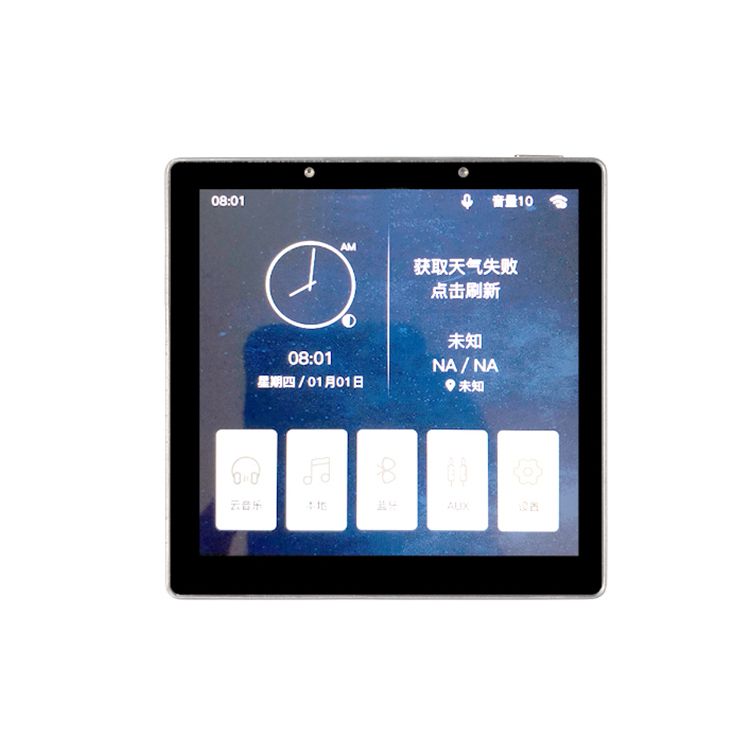 08:01
音量10
AM
08:01
星期四 / 01月01日
获取天气失败
点击刷新
未知
NA / NA
未知
云音乐
本地
蓝牙
AUX
设置